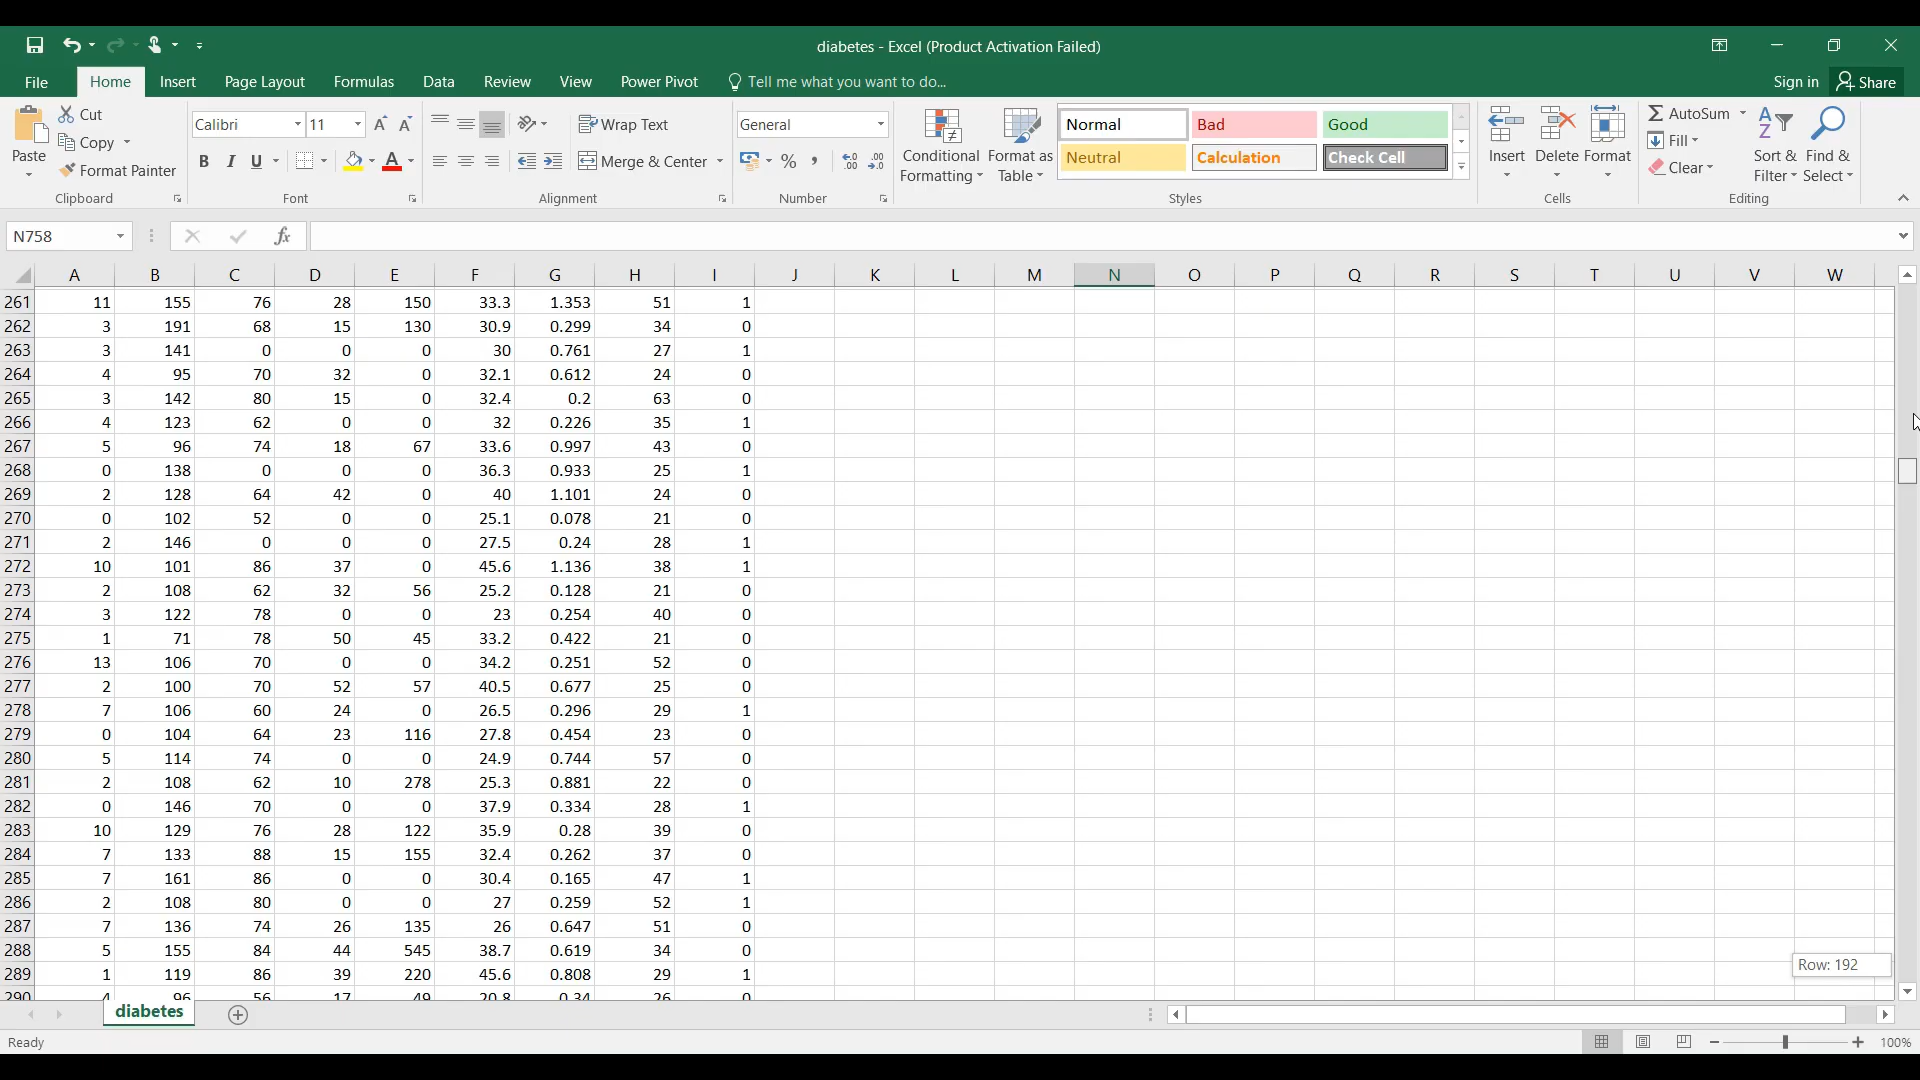 diabetes - Excel (Product Activation Failed)
File Home Insert Page Layout Formulas Data Review View Power Pivot Tell me what you want to do... Sign in Share
Paste Cut Copy Format Painter Clipboard
Calibri 11 B I U A Font
Wrap Text Merge & Center Alignment
General % , Number
Conditional Formatting Format as Table
Normal Bad Good
Neutral Calculation Check Cell
Styles
Insert Delete Format Cells
AutoSum Fill Clear Sort & Filter Find & Select Editing
N758 fx
A B C D E F G H I J K L M N O P Q R S T U V W
261 11 155 76 28 150 33.3 1.353 51 1
262 3 191 68 15 130 30.9 0.299 34 0
263 3 141 0 0 0 30 0.761 27 1
264 4 95 70 32 0 32.1 0.612 24 0
265 3 142 80 15 0 32.4 0.2 63 0
266 4 123 62 0 0 32 0.226 35 1
267 5 96 74 18 67 33.6 0.997 43 0
268 0 138 0 0 0 36.3 0.933 25 1
269 2 128 64 42 0 40 1.101 24 0
270 0 102 52 0 0 25.1 0.078 21 0
271 2 146 0 0 0 27.5 0.24 28 1
272 10 101 86 37 0 45.6 1.136 38 1
273 2 108 62 32 56 25.2 0.128 21 0
274 3 122 78 0 0 23 0.254 40 0
275 1 71 78 50 45 33.2 0.422 21 0
276 13 106 70 0 0 34.2 0.251 52 0
277 2 100 70 52 57 40.5 0.677 25 0
278 7 106 60 24 0 26.5 0.296 29 1
279 0 104 64 23 116 27.8 0.454 23 0
280 5 114 74 0 0 24.9 0.744 57 0
281 2 108 62 10 278 25.3 0.881 22 0
282 0 146 70 0 0 37.9 0.334 28 1
283 10 129 76 28 122 35.9 0.28 39 0
284 7 133 88 15 155 32.4 0.262 37 0
285 7 161 86 0 0 30.4 0.165 47 1
286 2 108 80 0 0 27 0.259 52 1
287 7 136 74 26 135 26 0.647 51 0
288 5 155 84 44 545 38.7 0.619 34 0
289 1 119 86 39 220 45.6 0.808 29 1
290 4 96 56 17 49 20.8 0.34 26 0
Row: 192
diabetes
Ready 100%